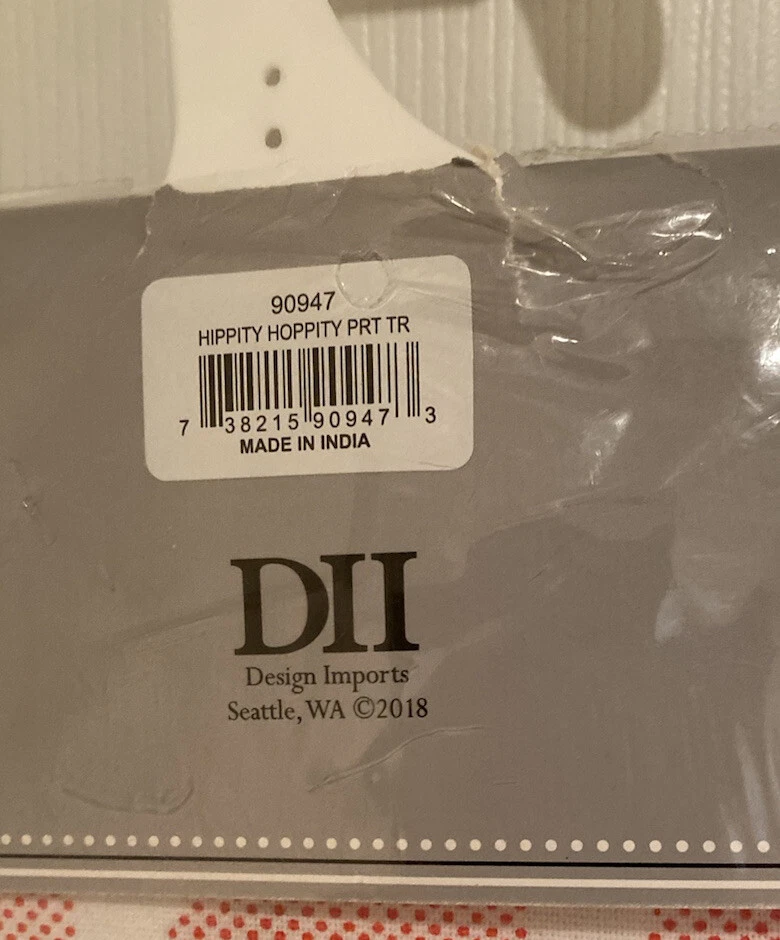 90947
HIPPITY HOPPITY PRT TR
7 38215 90947 3
MADE IN INDIA
DII
Design Imports
Seattle, WA ©2018